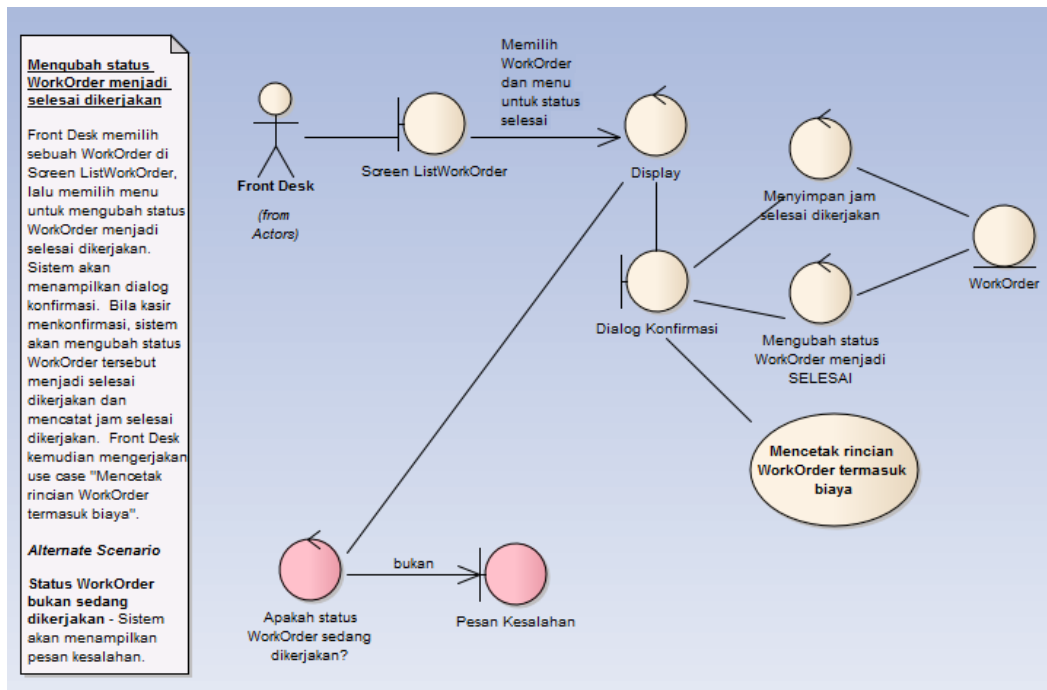 Mengubah status
WorkOrder menjadi
selesai dikerjakan
Front Desk memilih
sebuah WorkOrder di
Screen ListWorkOrder,
lalu memilih menu
untuk mengubah status
WorkOrder menjadi
selesai dikerjakan.
Sistem akan
menampilkan dialog
konfirmasi. Bila kasir
menkonfirmasi, sistem
akan mengubah status
WorkOrder tersebut
menjadi selesai
dikerjakan dan
mencatat jam selesai
dikerjakan. Front Desk
kemudian mengerjakan
use case "Mencetak
rincian WorkOrder
termasuk biaya".
Alternate Scenario
Status WorkOrder
bukan sedang
dikerjakan - Sistem
akan menampilkan
pesan kesalahan.
Front Desk
(from
Actors)
Screen ListWorkOrder
Memilih
WorkOrder
dan menu
untuk status
selesai
Display
Menyimpan jam
selesai dikerjakan
WorkOrder
Dialog Konfirmasi
Mengubah status
WorkOrder menjadi
SELESAI
Mencetak rincian
WorkOrder termasuk
biaya
bukan
Apakah status
WorkOrder sedang
dikerjakan?
Pesan Kesalahan